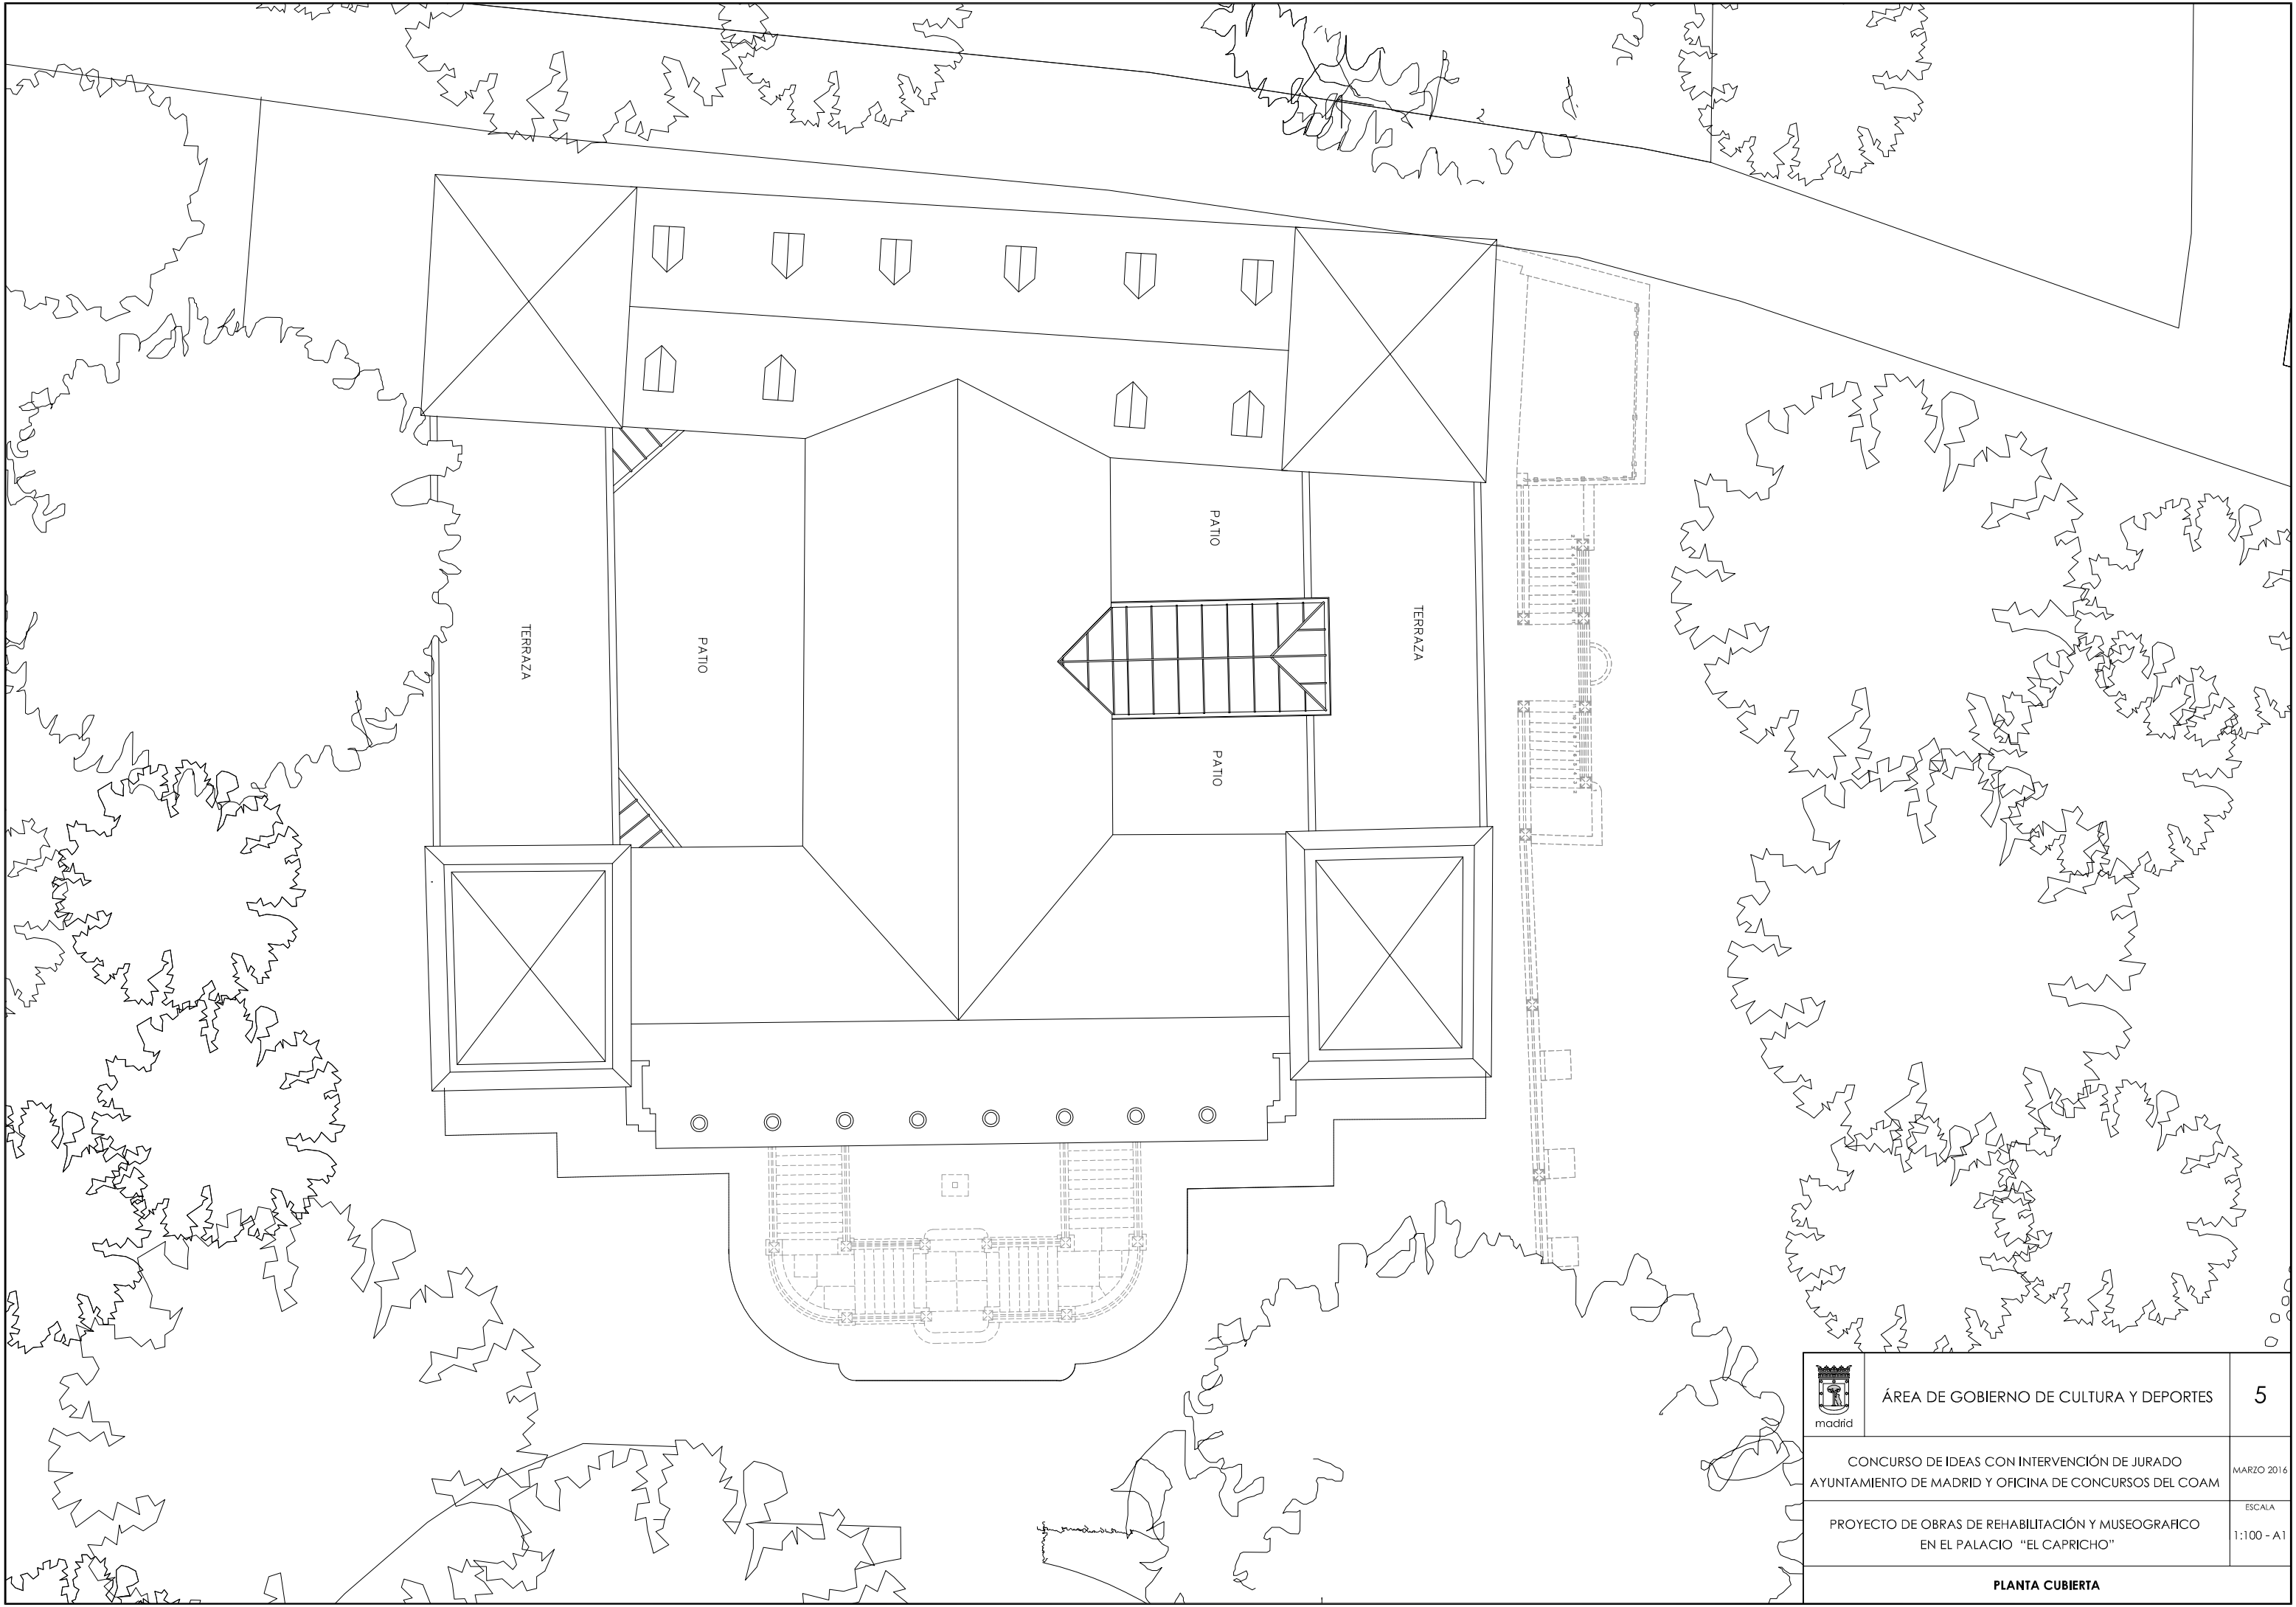 PATIO
TERRAZA
PATIO
TERRAZA
PATIO
madrid
ÁREA DE GOBIERNO DE CULTURA Y DEPORTES
5
CONCURSO DE IDEAS CON INTERVENCIÓN DE JURADO
AYUNTAMIENTO DE MADRID Y OFICINA DE CONCURSOS DEL COAM
MARZO 2016
PROYECTO DE OBRAS DE REHABILITACIÓN Y MUSEOGRAFICO
EN EL PALACIO "EL CAPRICHO"
ESCALA
1:100 - A1
PLANTA CUBIERTA